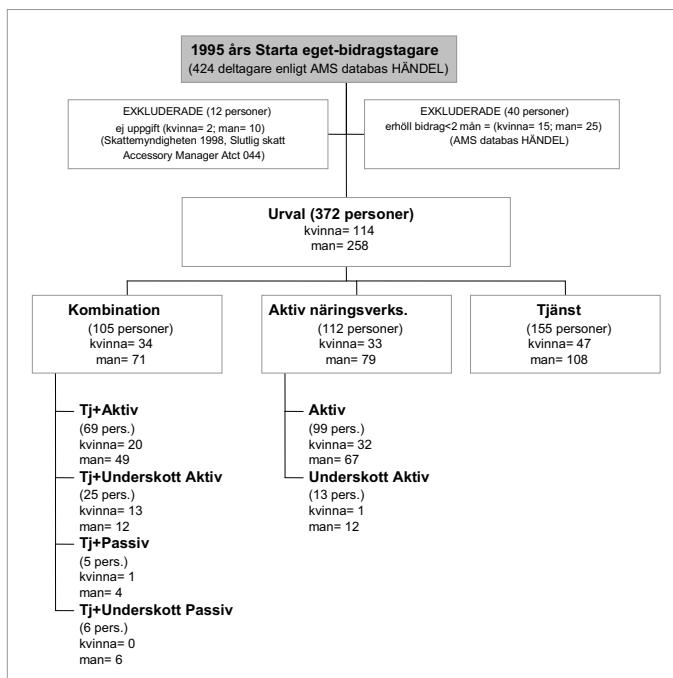 1995 års Starta eget-bidragstagare
(424 deltagare enligt AMS databas HÄNDEL)
EXKLUDERADE (12 personer)
ej uppgift (kvinna= 2; man= 10)
(Skattemyndigheten 1998, Slutlig skatt
Accessory Manager Atct 044)
EXKLUDERADE (40 personer)
erhöll bidrag<2 mån = (kvinna= 15; man= 25)
(AMS databas HÄNDEL)
Urval (372 personer)
kvinna= 114
man= 258
Kombination
(105 personer)
kvinna= 34
man= 71
Aktiv näringsverks.
(112 personer)
kvinna= 33
man= 79
Tjänst
(155 personer)
kvinna= 47
man= 108
Tj+Aktiv
(69 pers.)
kvinna= 20
man= 49
Tj+Underskott Aktiv
(25 pers.)
kvinna= 13
man= 12
Tj+Passiv
(5 pers.)
kvinna= 1
man= 4
Tj+Underskott Passiv
(6 pers.)
kvinna= 0
man= 6
Aktiv
(99 pers.)
kvinna= 32
man= 67
Underskott Aktiv
(13 pers.)
kvinna= 1
man= 12